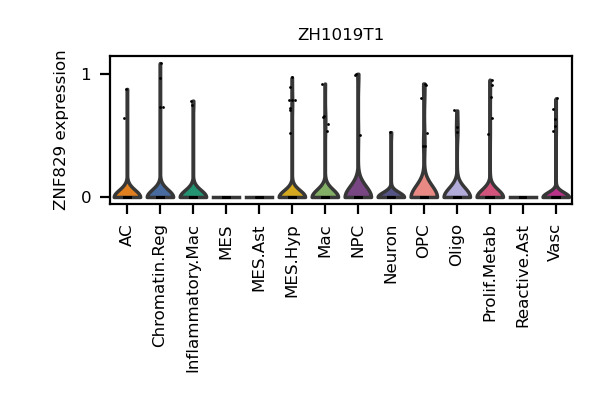 ZH1019T1
ZNF829 expression
1
0
AC
Chromatin.Reg
Inflammatory.Mac
MES
MES.Ast
MES.Hyp
Mac
NPC
Neuron
OPC
Oligo
Prolif.Metab
Reactive.Ast
Vasc